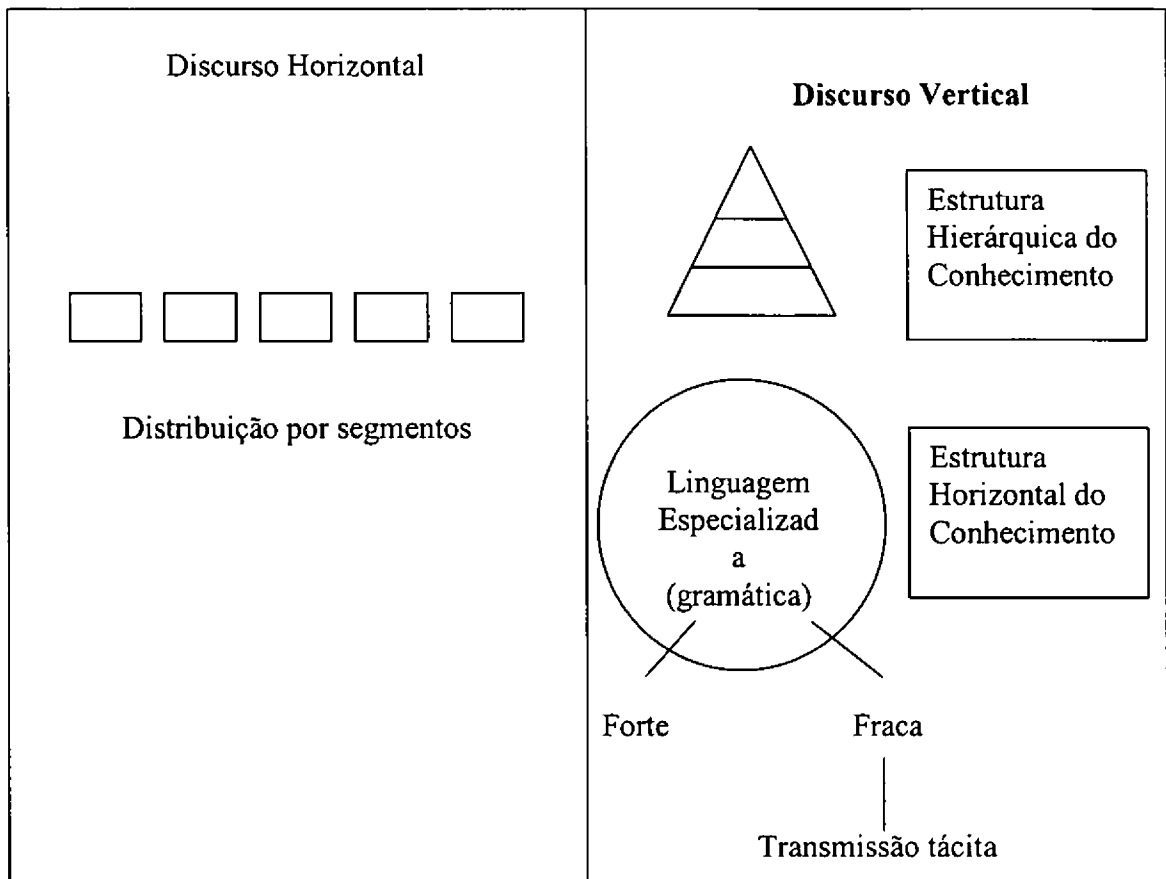 Discurso Horizontal
Distribuição por segmentos
Discurso Vertical
Estrutura
Hierárquica do
Conhecimento
Linguagem
Especializad
a
(gramática)
Estrutura
Horizontal do
Conhecimento
Forte
Fraca
Transmissão tácita